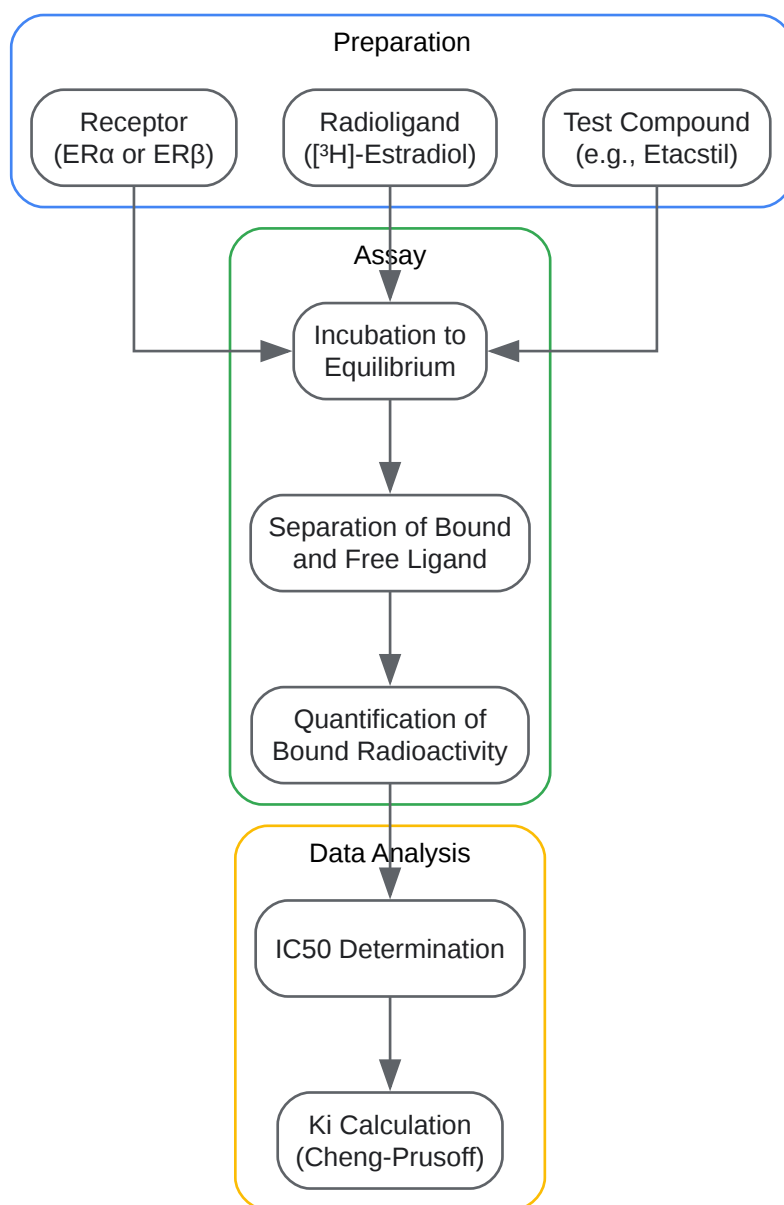 Preparation
Receptor
(ERα or ERβ)
Radioligand
([³H]-Estradiol)
Test Compound
(e.g., Etacstil)
Assay
Incubation to
Equilibrium
Separation of Bound
and Free Ligand
Quantification of
Bound Radioactivity
Data Analysis
IC50 Determination
Ki Calculation
(Cheng-Prusoff)